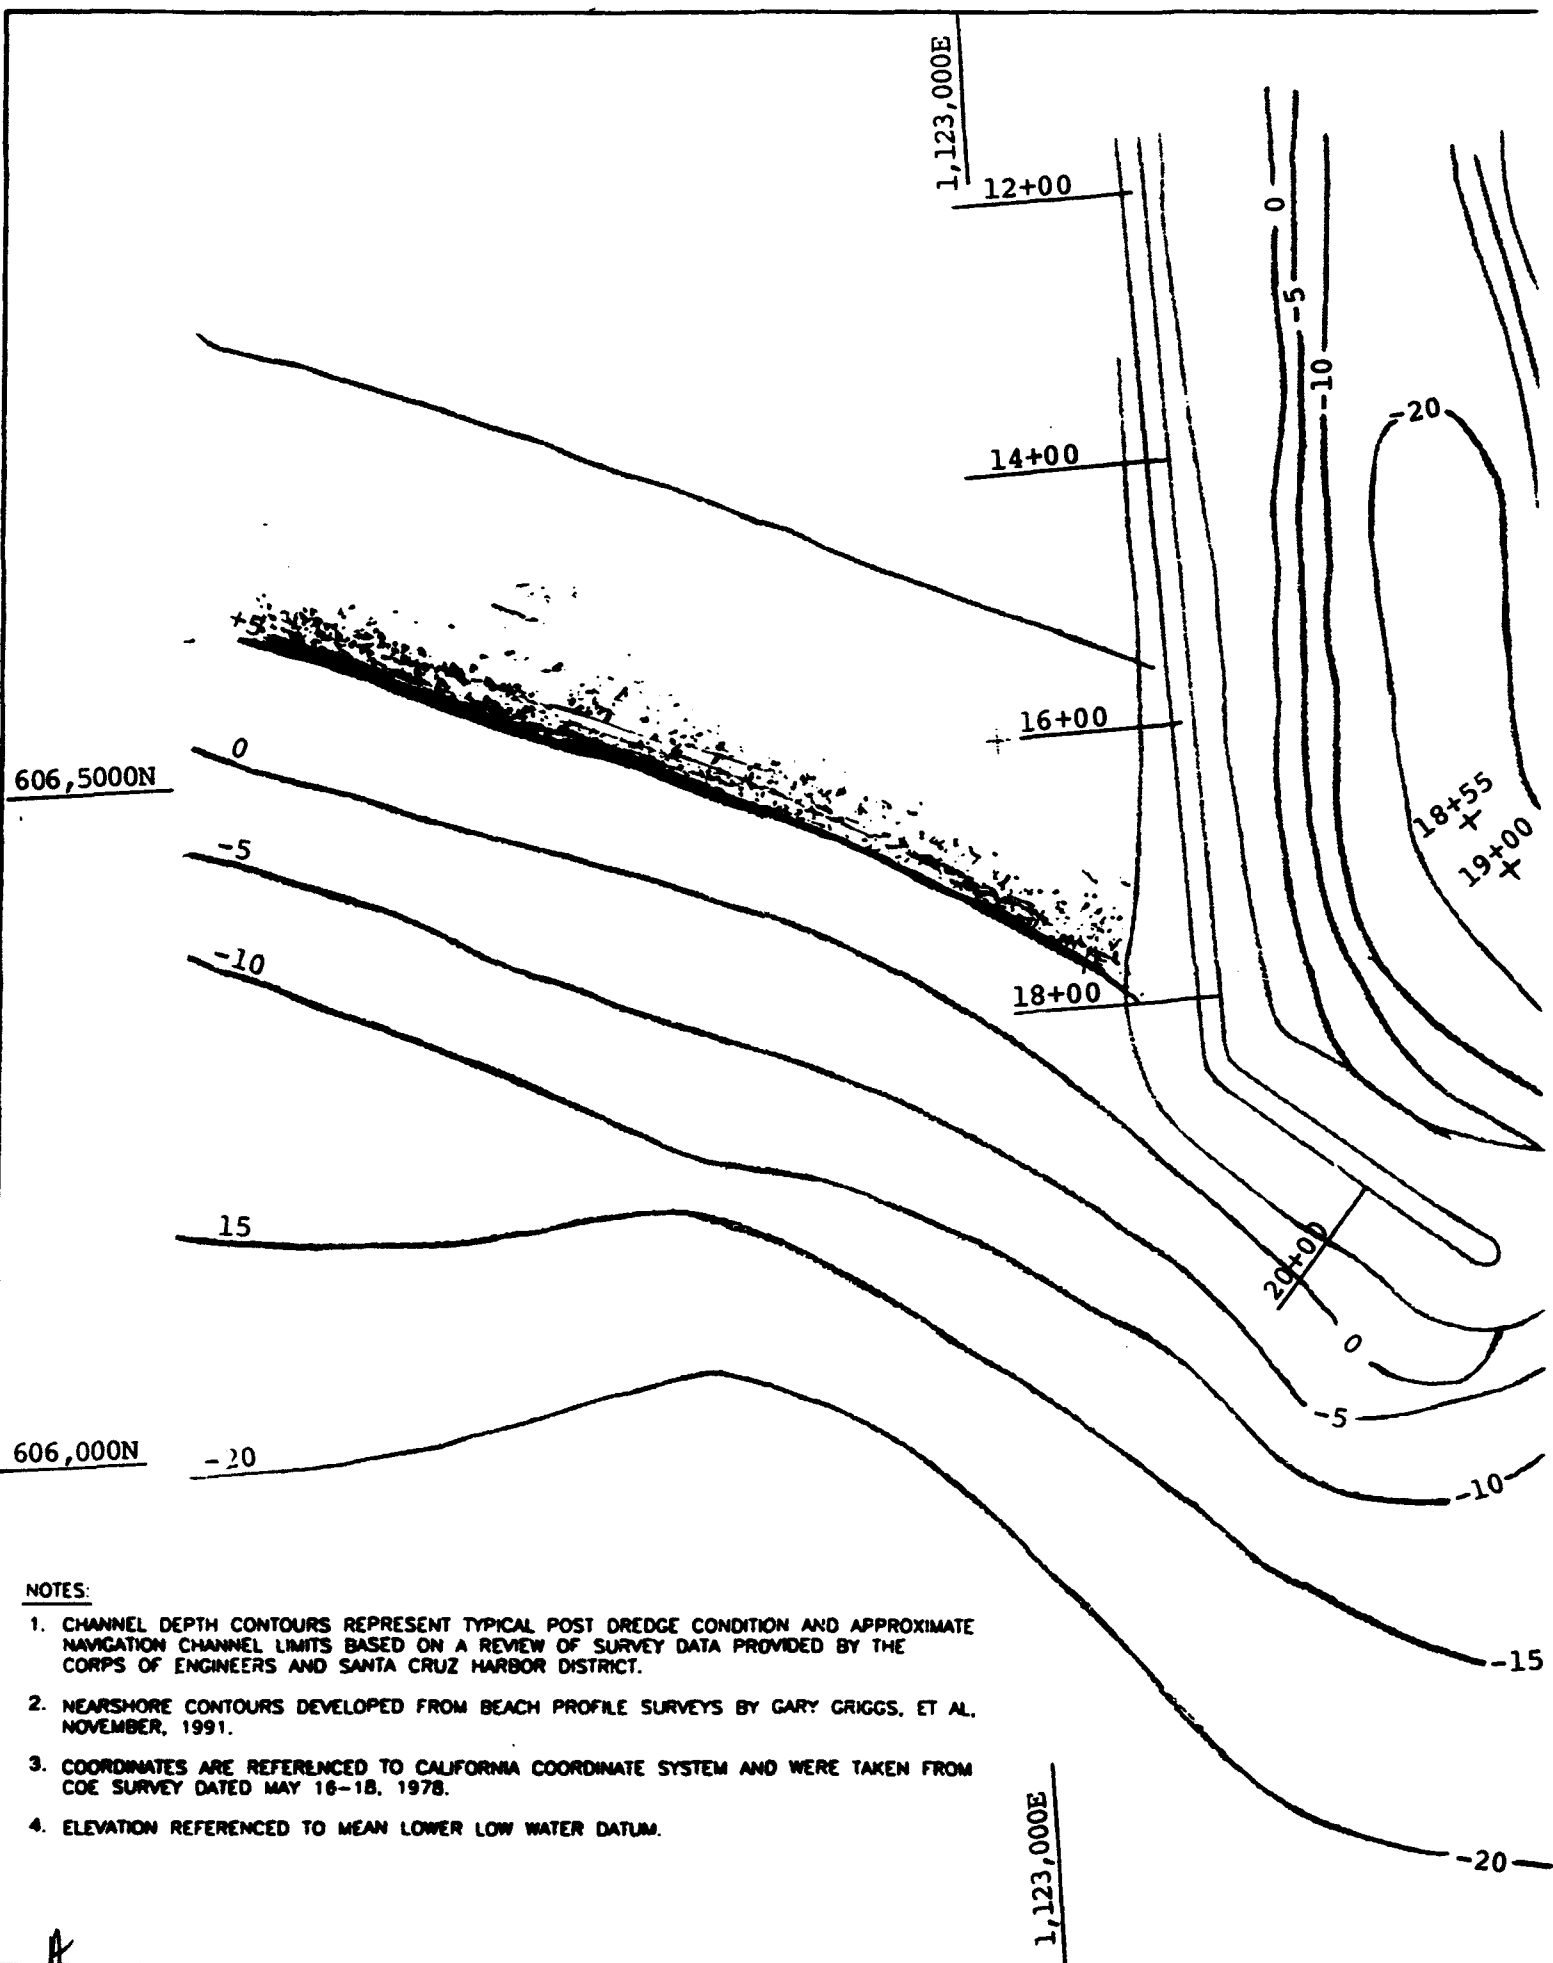 1,123,000E
12+00
0
-5
-10
-20
14+00
+5
16+00
0
606,5000N
18+55
19+00
-5
-10
18+00
15
20+00
0
-5
606,000N
-20
-10
NOTES:
1. CHANNEL DEPTH CONTOURS REPRESENT TYPICAL POST DREDGE CONDITION AND APPROXIMATE
NAVIGATION CHANNEL LIMITS BASED ON A REVIEW OF SURVEY DATA PROVIDED BY THE
CORPS OF ENGINEERS AND SANTA CRUZ HARBOR DISTRICT.
-15
2. NEARSHORE CONTOURS DEVELOPED FROM BEACH PROFILE SURVEYS BY GARY GRIGGS, ET AL,
NOVEMBER, 1991.
3. COORDINATES ARE REFERENCED TO CALIFORNIA COORDINATE SYSTEM AND WERE TAKEN FROM
COE SURVEY DATED MAY 16-18, 1978.
4. ELEVATION REFERENCED TO MEAN LOWER LOW WATER DATUM.
1,123,000E
-20